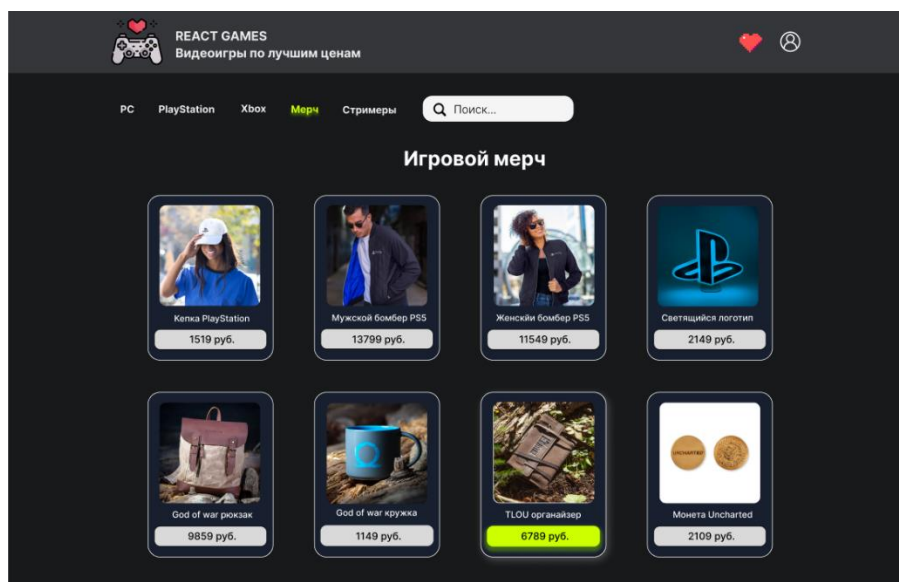 REACT GAMES
Видеоигры по лучшим ценам
PC PlayStation Xbox Мерч Стримеры Поиск...
Игровой мерч
Кепка PlayStation
1519 руб.
Мужской бомбер PS5
13799 руб.
Женскйи бомбер PS5
11549 руб.
Светящийся логотип
2149 руб.
God of war рюкзак
9859 руб.
God of war кружка
1149 руб.
TLOU органайзер
6789 руб.
UNCHARTED
Монета Uncharted
2109 руб.